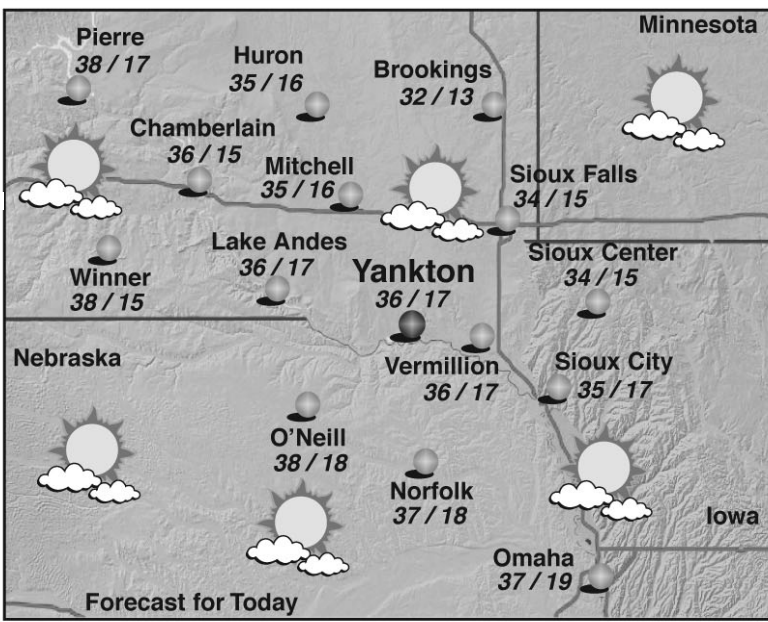 Minnesota
Pierre
38 / 17
Huron
35 / 16
Brookings
32 / 13
Chamberlain
36 / 15
Mitchell
35 / 16
Sioux Falls
34 / 15
Winner
38 / 15
Lake Andes
36 / 17
Yankton
36 / 17
Sioux Center
34 / 15
Nebraska
Vermillion
36 / 17
Sioux City
35 / 17
O'Neill
38 / 18
Norfolk
37 / 18
Iowa
Omaha
37 / 19
Forecast for Today